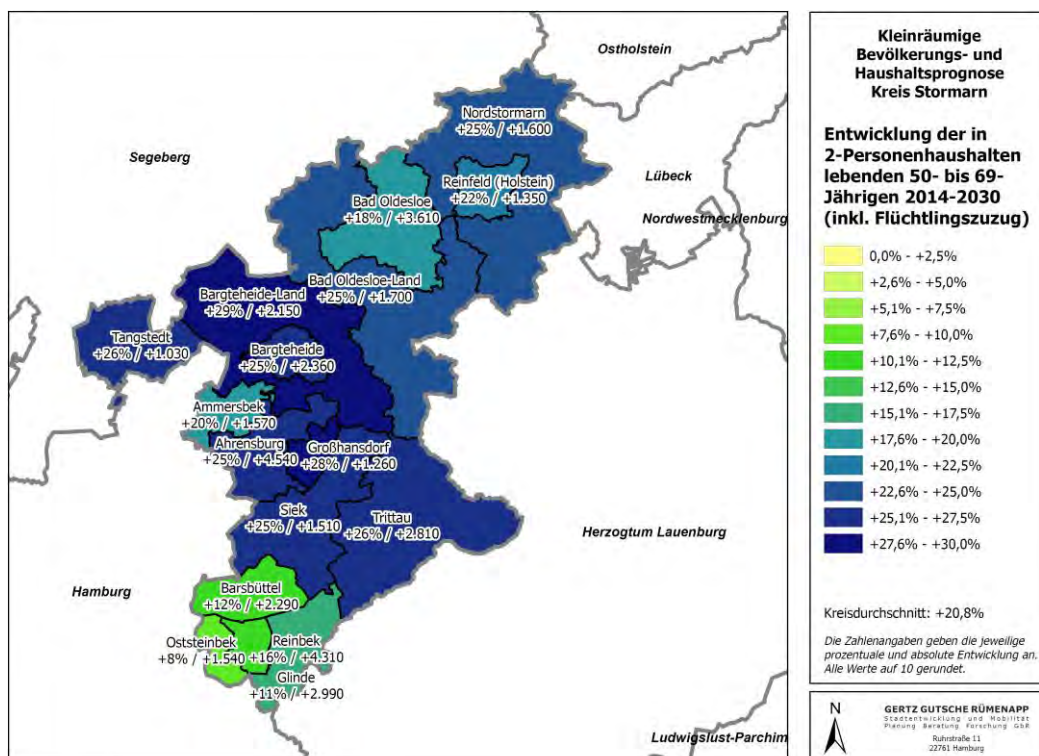 Ostholstein
Nordstormarn
+25% / +1.600
Segeberg
Lübeck
Reinfeld (Holstein)
+22% / +1.350
Bad Oldesloe
+18% / +3.610
Nordwestmecklenburg
Bad Oldesloe-Land
+25% / +1.700
Bargteheide-Land
+29% / +2.150
Tangstedt
+26% / +1.030
Bargteheide
+25% / +2.360
Ammersbek
+20% / +1.570
Ahrensburg
+25% / +4.540
Großhansdorf
+28% / +1.260
Siek
+25% / +1.510
Trittau
+26% / +2.810
Herzogtum Lauenburg
Hamburg
Barsbüttel
+12% / +2.290
Oststeinbek
+8% / +1.540
Reinbek
+16% / +4.310
Glinde
+11% / +2.990
Ludwigslust-Parchim
Kleinräumige
Bevölkerungs- und
Haushaltsprognose
Kreis Stormarn
Entwicklung der in
2-Personenhaushalten
lebenden 50- bis 69-
Jährigen 2014-2030
(inkl. Flüchtlingszuzug)
0,0% - +2,5%
+2,6% - +5,0%
+5,1% - +7,5%
+7,6% - +10,0%
+10,1% - +12,5%
+12,6% - +15,0%
+15,1% - +17,5%
+17,6% - +20,0%
+20,1% - +22,5%
+22,6% - +25,0%
+25,1% - +27,5%
+27,6% - +30,0%
Kreisdurchschnitt: +20,8%
Die Zahlenangaben geben die jeweilige
prozentuale und absolute Entwicklung an.
Alle Werte auf 10 gerundet.
N
GERTZ GUTSCHE RÜMENAPP
Stadtentwicklung und Mobilität
Planung Beratung Forschung GbR
Ruhrstraße 11
22761 Hamburg